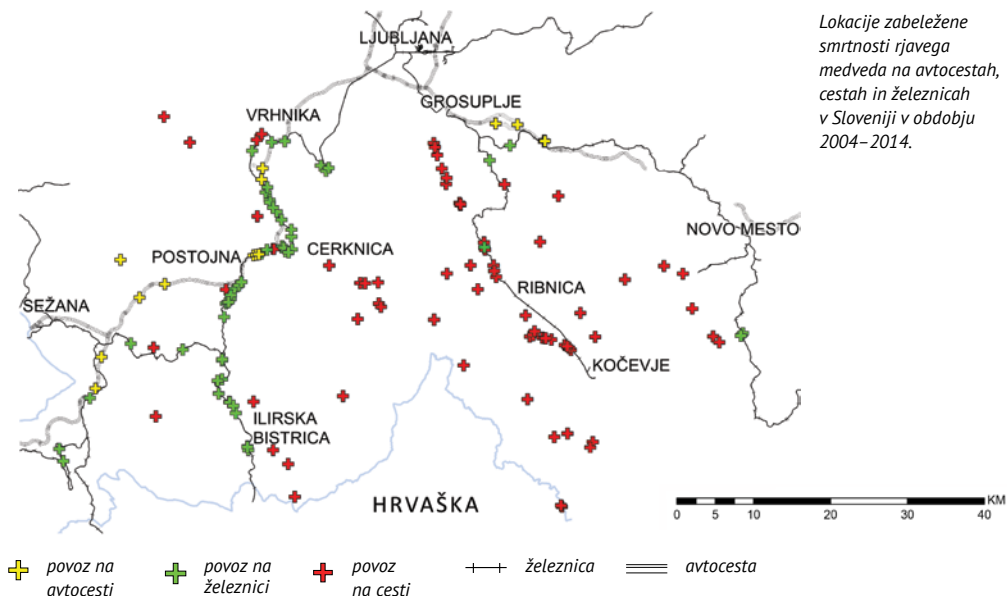 Lokacije zabeležene
smrtnosti rjavega
medveda na avtocestah,
cestah in železnicah
v Sloveniji v obdobju
2004–2014.
LJUBLJANA
GROSUPLJE
VRHNIKA
NOVO MESTO
POSTOJNA
CERKNICA
RIBNICA
SEŽANA
KOČEVJE
ILIRSKA
BISTRICA
HRVAŠKA
KM
0 5 10 20 30 40
povoz na
avtocesti
povoz na
železnici
povoz
na cesti
železnica
avtocesta